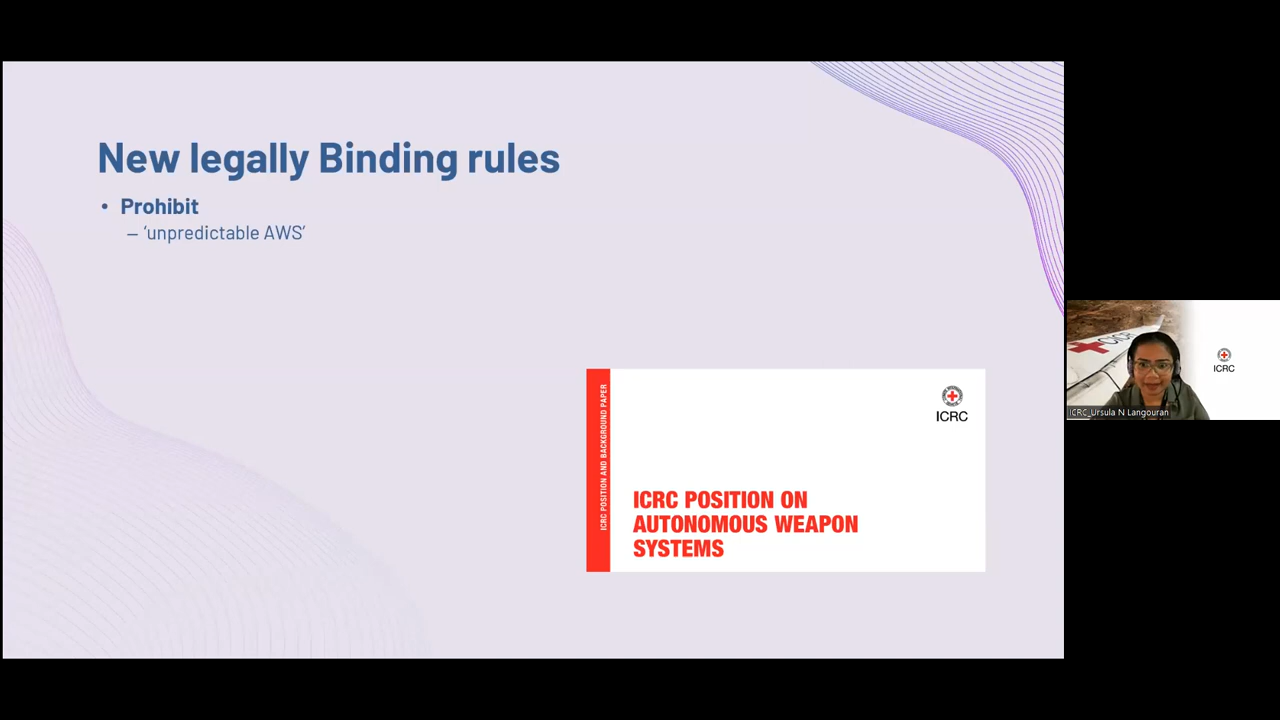 New legally Binding rules
• Prohibit
– ‘unpredictable AWS’
ICRC POSITION AND BACKGROUND PAPER
ICRC
ICRC POSITION ON
AUTONOMOUS WEAPON
SYSTEMS
ICRC
ICRC_Ursula N Langouran